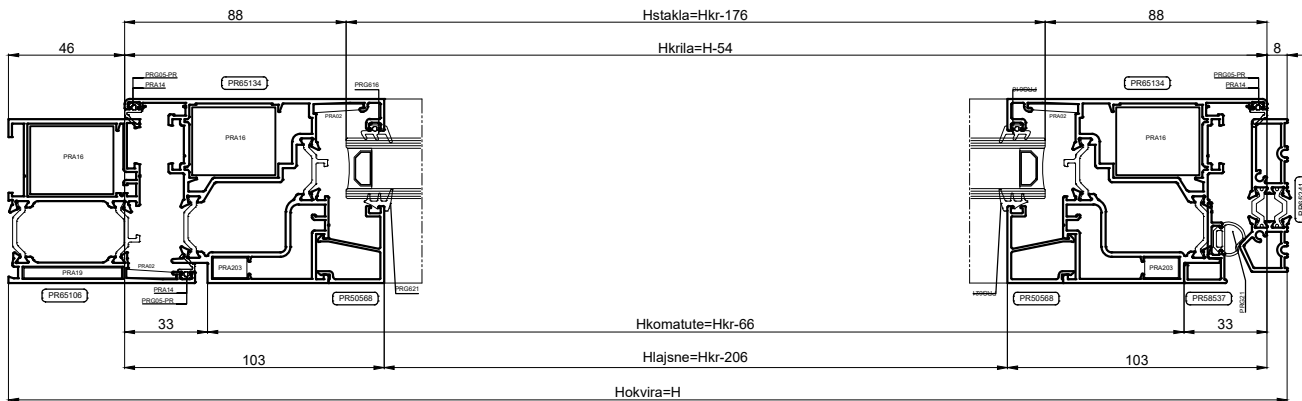 88
Hstakla=Hkr-176
88
46
Hkrila=H-54
8
PRG05-PR
PRA14
PR65134
PRG616
PRG616
PR65134
PRG05-PR
PRA14
PRA02
PRA02
PRA16
PRA16
PRA16
PRA02
PRA19
PRA203
PRA203
PRA14
PRG05-PR
PR65106
PR50568
PRG621
PRG621
PR50568
PR58537
PRG21
33
Hkomatute=Hkr-66
33
103
Hlajsne=Hkr-206
103
Hokvira=H